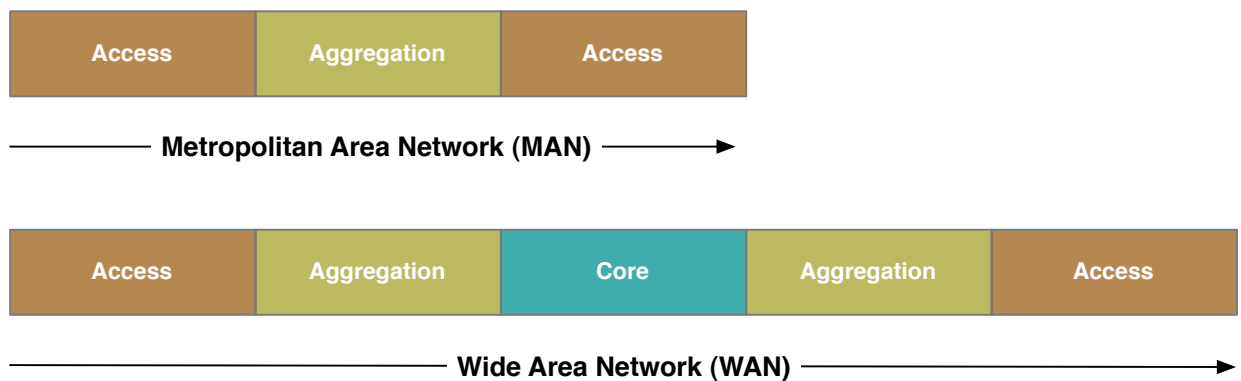 Access Aggregation Access
Metropolitan Area Network (MAN)
Access Aggregation Core Aggregation Access
Wide Area Network (WAN)